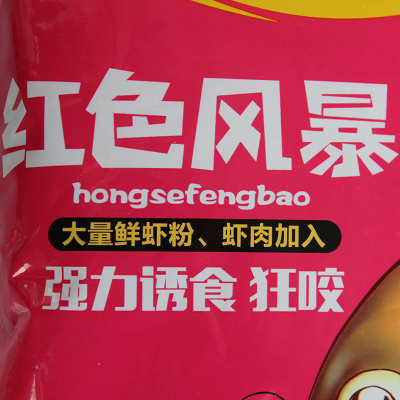 红色风暴
hongsefengbao
大量鲜虾粉、虾肉加入
强力诱食 狂咬